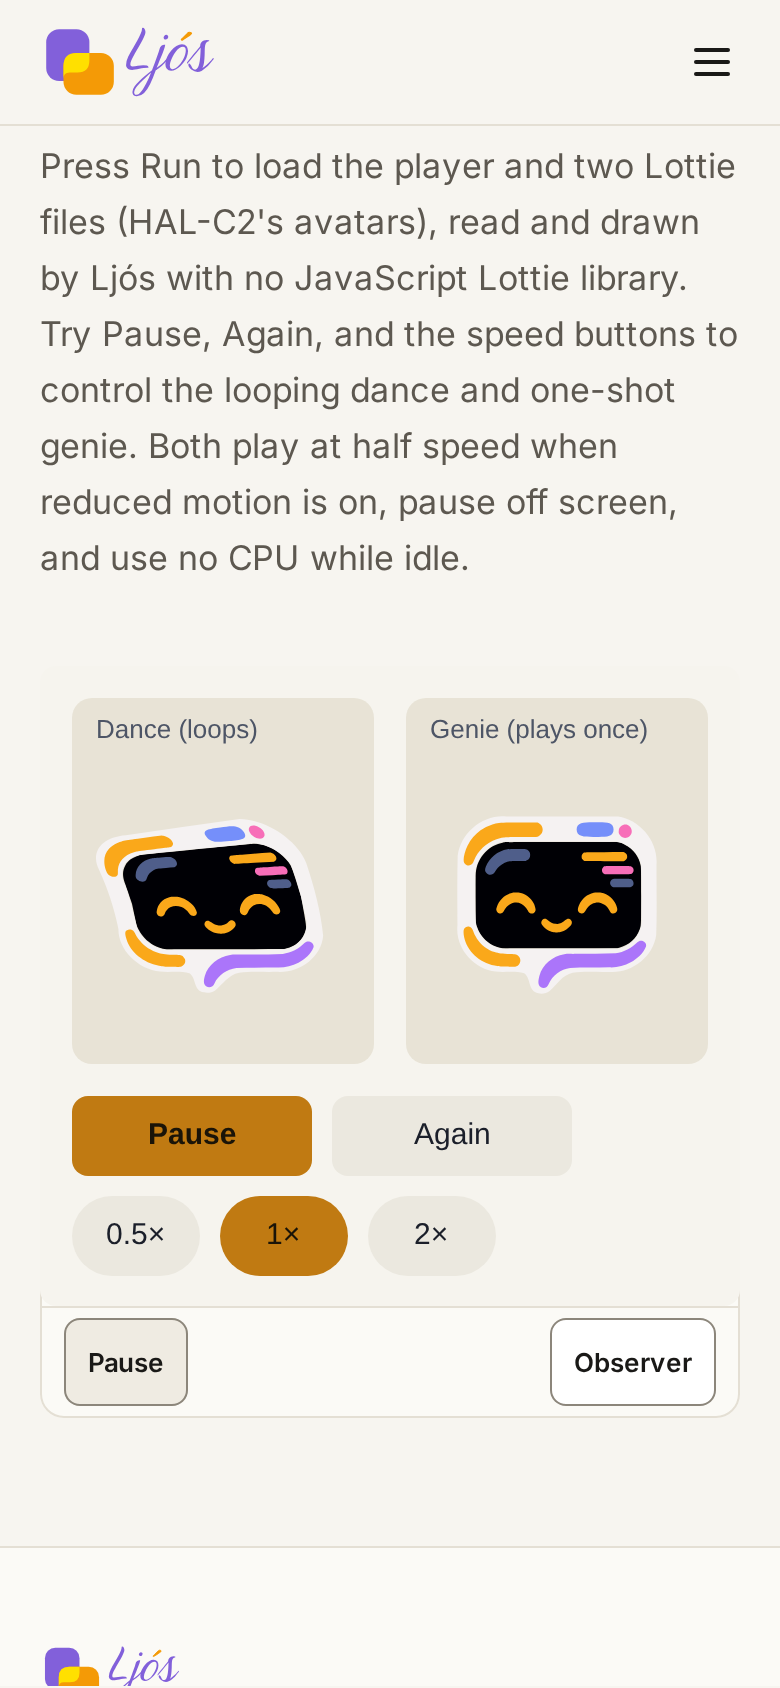 Ljós
Press Run to load the player and two Lottie
files (HAL-C2's avatars), read and drawn
by Ljós with no JavaScript Lottie library.
Try Pause, Again, and the speed buttons to
control the looping dance and one-shot
genie. Both play at half speed when
reduced motion is on, pause off screen,
and use no CPU while idle.
Dance (loops)
Genie (plays once)
Pause
Again
0.5×
1×
2×
Pause
Observer
Ljós